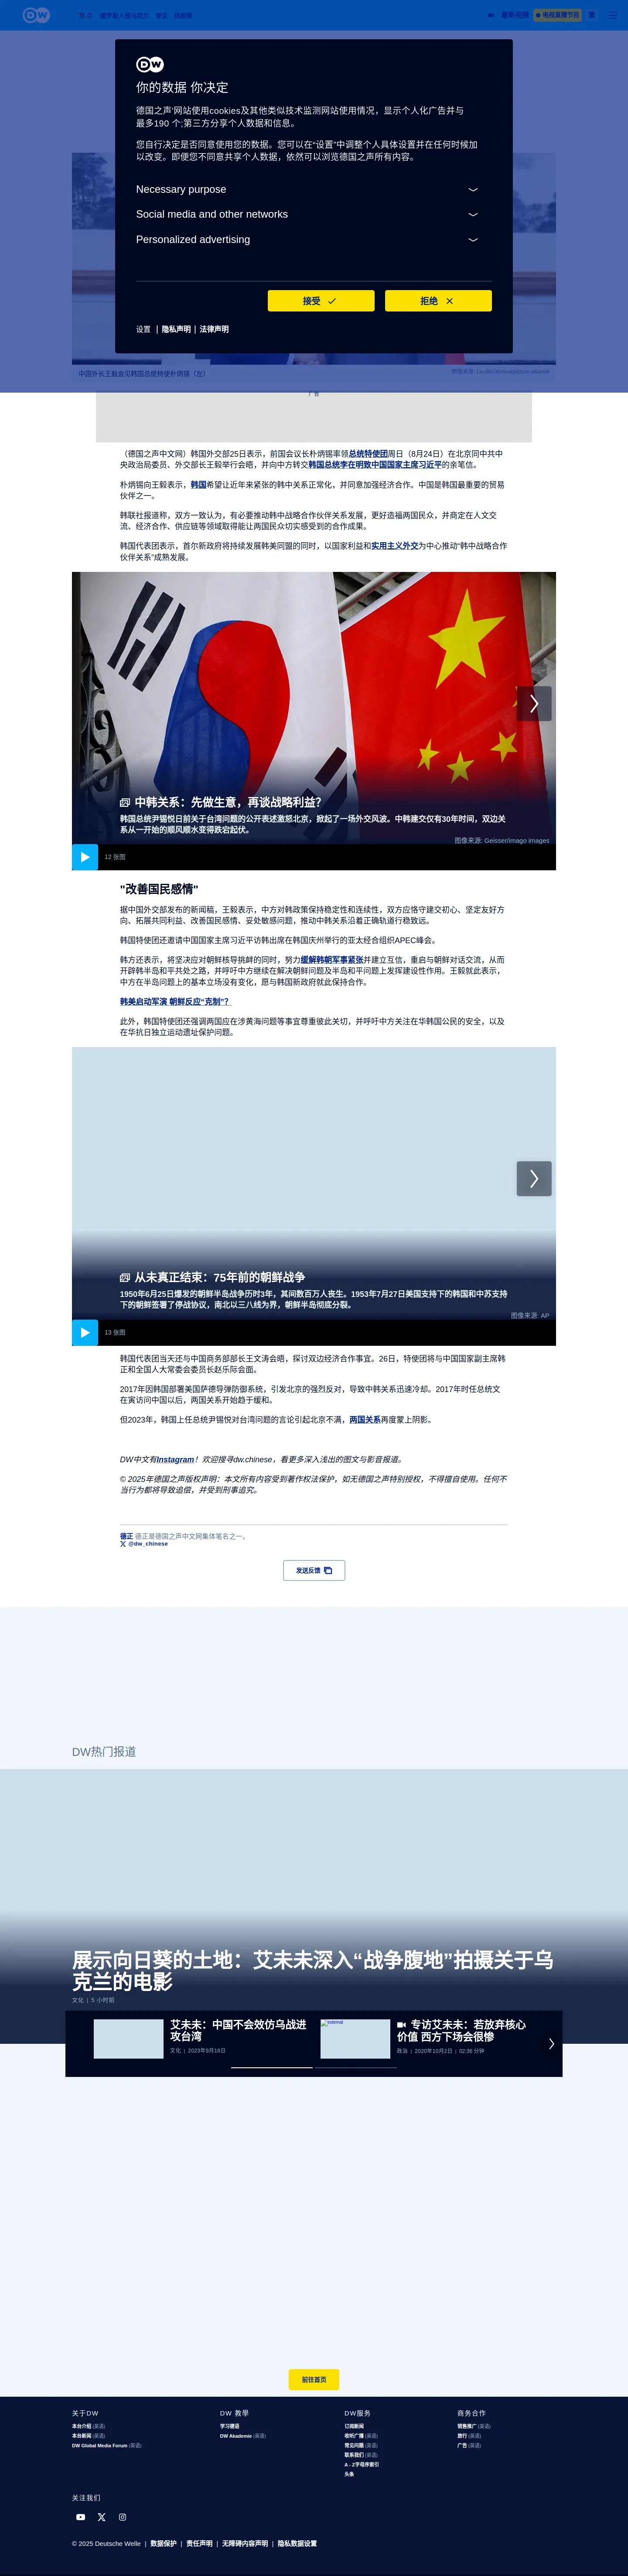 DW
最新视频
电视直播节目
DW
你的数据 你决定
德国之声'网站使用cookies及其他类似技术监测网站使用情况，显示个人化广告并与
最多190 个;第三方分享个人数据和信息。
您自行决定是否同意使用您的数据。您可以在“设置”中调整个人具体设置并在任何时候加
以改变。即便您不同意共享个人数据，依然可以浏览德国之声所有内容。
Necessary purpose
Social media and other networks
Personalized advertising
接受
拒绝
设置 | 隐私声明 | 法律声明
中国外长王毅会见韩国总统特使朴炳锡（左）
广告
（德国之声中文网）韩国外交部25日表示，前国会议长朴炳锡率领总统特使团周日（8月24日）在北京同中共中
央政治局委员、外交部长王毅举行会晤，并向中方转交韩国总统李在明致中国国家主席习近平的亲笔信。
朴炳锡向王毅表示，韩国希望让近年来紧张的韩中关系正常化，并同意加强经济合作。中国是韩国最重要的贸易
伙伴之一。
韩联社报道称，双方一致认为，有必要推动韩中战略合作伙伴关系发展，更好造福两国民众，并商定在人文交
流、经济合作、供应链等领域取得能让两国民众切实感受到的合作成果。
韩国代表团表示，首尔新政府将持续发展韩美同盟的同时，以国家利益和实用主义外交为中心推动“韩中战略合作
伙伴关系”成熟发展。
中韩关系：先做生意，再谈战略利益？
韩国总统尹锡悦日前关于台湾问题的公开表述激怒北京，掀起了一场外交风波。中韩建交仅有30年时间，双边关
系从一开始的顺风顺水变得跌宕起伏。
图像来源: Geisser/imago images
12 张图
"改善国民感情"
据中国外交部发布的新闻稿，王毅表示，中方对韩政策保持稳定性和连续性，双方应恪守建交初心、坚定友好方
向、拓展共同利益、改善国民感情、妥处敏感问题，推动中韩关系沿着正确轨道行稳致远。
韩国特使团还邀请中国国家主席习近平访韩出席在韩国庆州举行的亚太经合组织APEC峰会。
韩方还表示，将坚决应对朝鲜核导挑衅的同时，努力缓解韩朝军事紧张并建立互信，重启与朝鲜对话交流，从而
开辟韩半岛和平共处之路，并呼吁中方继续在解决朝鲜问题及半岛和平问题上发挥建设性作用。王毅就此表示，
中方在半岛问题上的基本立场没有变化，愿与韩国新政府就此保持合作。
韩美启动军演 朝鲜反应“克制”？
此外，韩国特使团还强调两国应在涉黄海问题等事宜尊重彼此关切，并呼吁中方关注在华韩国公民的安全，以及
在华抗日独立运动遗址保护问题。
从未真正结束：75年前的朝鲜战争
1950年6月25日爆发的朝鲜半岛战争历时3年，其间数百万人丧生。1953年7月27日美国支持下的韩国和中苏支持
下的朝鲜签署了停战协议，南北以三八线为界，朝鲜半岛彻底分裂。
图像来源: AP
13 张图
韩国代表团当天还与中国商务部部长王文涛会晤，探讨双边经济合作事宜。26日，特使团将与中国国家副主席韩
正和全国人大常委会委员长赵乐际会面。
2017年因韩国部署美国萨德导弹防御系统，引发北京的强烈反对，导致中韩关系迅速冷却。2017年时任总统文
在寅访问中国以后，两国关系开始趋于缓和。
但2023年，韩国上任总统尹锡悦对台湾问题的言论引起北京不满，两国关系再度蒙上阴影。
DW中文有Instagram！欢迎搜寻dw.chinese，看更多深入浅出的图文与影音报道。
© 2025年德国之声版权声明：本文所有内容受到著作权法保护，如无德国之声特别授权，不得擅自使用。任何不
当行为都将导致追偿，并受到刑事追究。
德正 德正是德国之声中文网集体笔名之一。
@dw_chinese
发送反馈
DW热门报道
展示向日葵的土地：艾未未深入“战争腹地”拍摄关于乌
克兰的电影
文化 | 5 小时前
艾未未：中国不会效仿乌战进
攻台湾
文化 | 2023年9月18日
external
专访艾未未：若放弃核心
价值 西方下场会很惨
政治 | 2020年10月2日 | 02:36 分钟
前往首页
关于DW
本台介绍 (英语)
本台新闻 (英语)
DW Global Media Forum (英语)
DW 教學
学习德语
DW Akademie (英语)
DW服务
订阅新闻
收听广播 (英语)
常见问题 (英语)
联系我们 (英语)
A - Z字母序索引
头条
商务合作
销售推广 (英语)
旅行 (英语)
广告 (英语)
关注我们
© 2025 Deutsche Welle | 数据保护 | 责任声明 | 无障碍内容声明 | 隐私数据设置